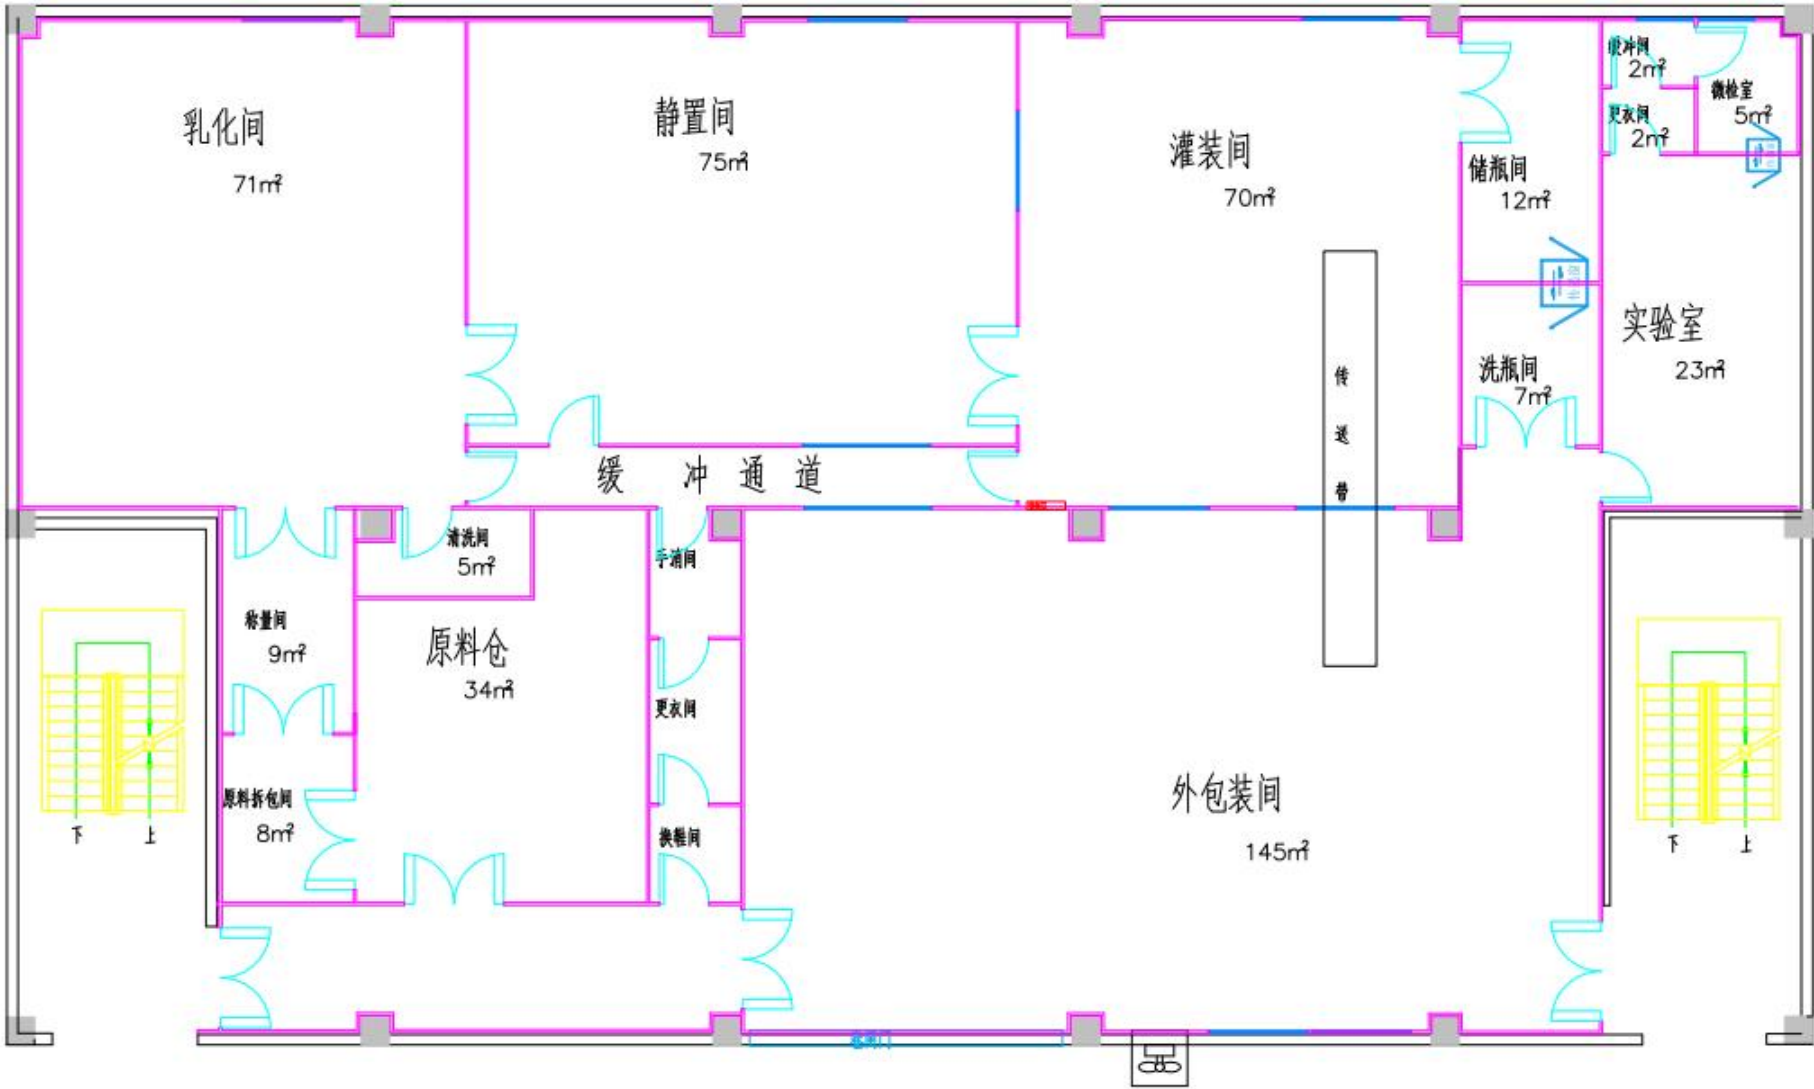 乳化间
71m²
静置间
75m²
灌装间
70m²
储瓶间
12m²
缓冲间
2m²
更衣间
2m²
微检室
5m²
实验室
23m²
洗瓶间
7m²
传送带
缓冲通道
清洗间
5m²
手消间
称量间
9m²
原料仓
34m²
更衣间
原料拆包间
8m²
换鞋间
外包装间
145m²
下
上
下
上